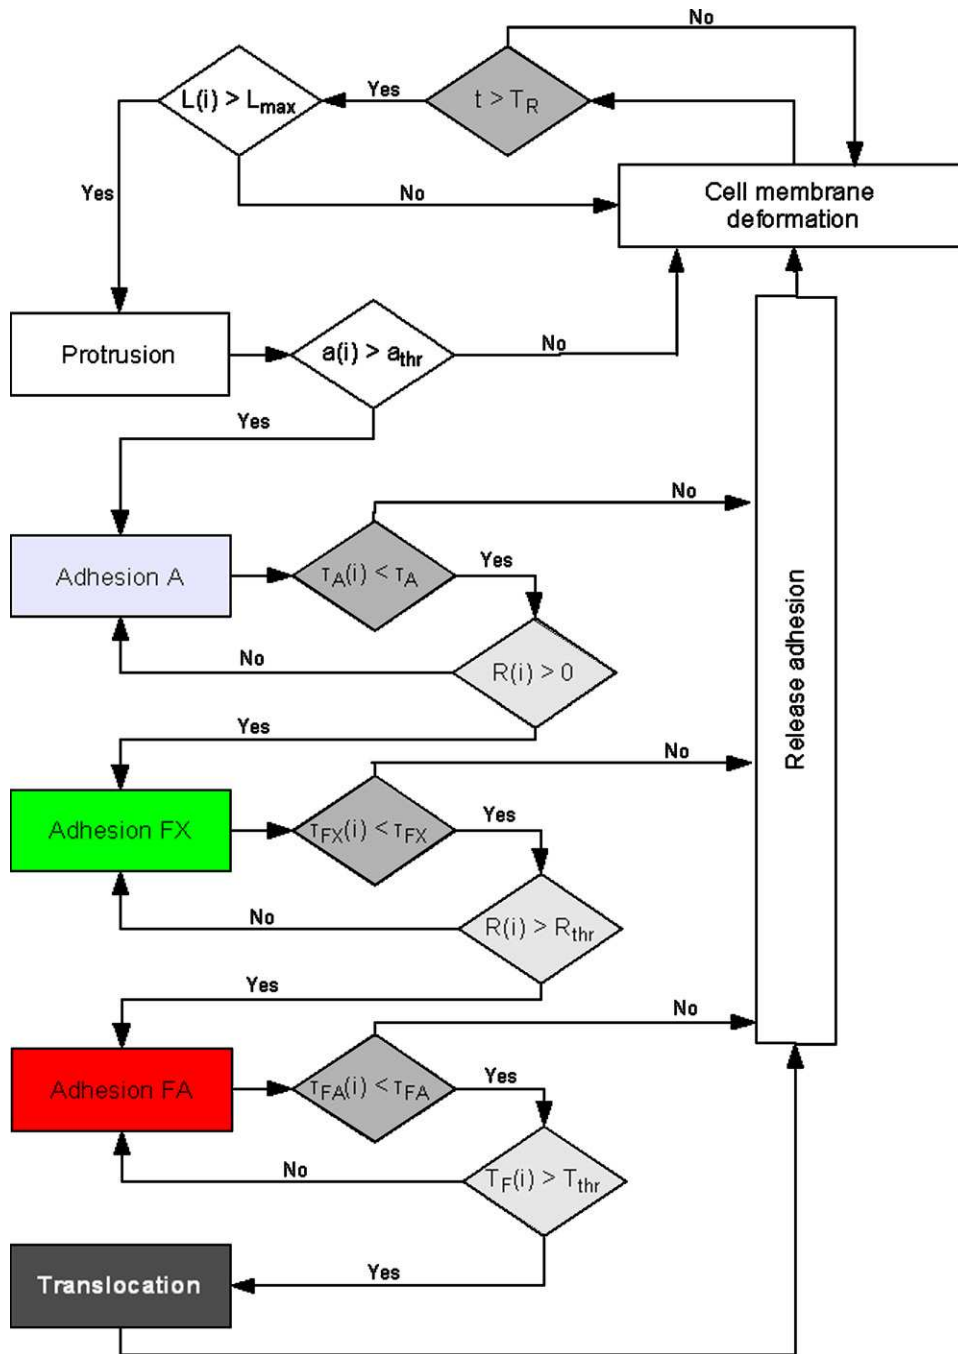 No
L(i) > Lmax
Yes
t > TR
Yes
No
Cell membrane
deformation
Protrusion
a(i) > athr
No
Yes
No
Adhesion A
τA(i) < τA
Yes
No
R(i) > 0
Release adhesion
Yes
No
Adhesion FX
τFX(i) < τFX
Yes
No
R(i) > Rthr
Yes
No
Adhesion FA
τFA(i) < τFA
Yes
No
TF(i) > Tthr
Translocation
Yes